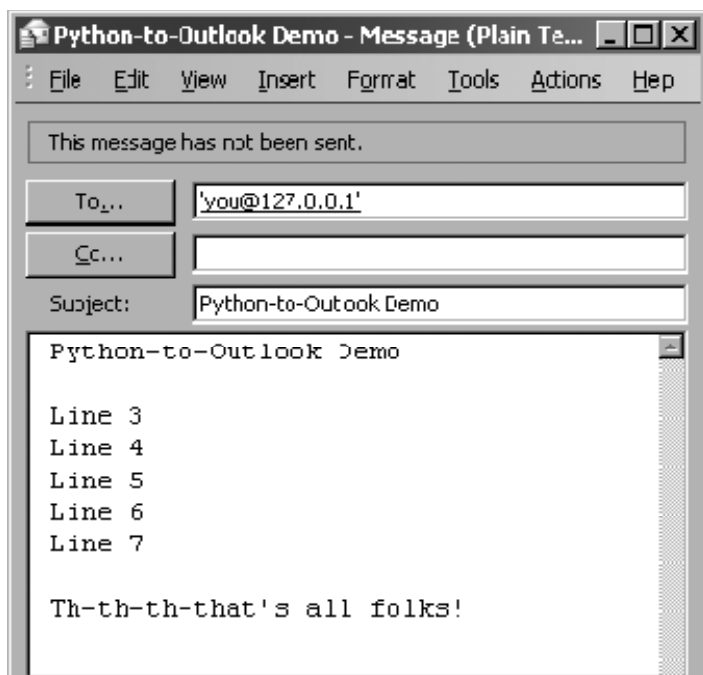 Python-to-Outlook Demo - Message (Plain Te...
File Edit View Insert Format Tools Actions Help
This message has not been sent.
To... 'you@127.0.0.1'
Cc...
Subject: Python-to-Outlook Demo
Python-to-Outlook Demo
Line 3
Line 4
Line 5
Line 6
Line 7
Th-th-th-that's all folks!